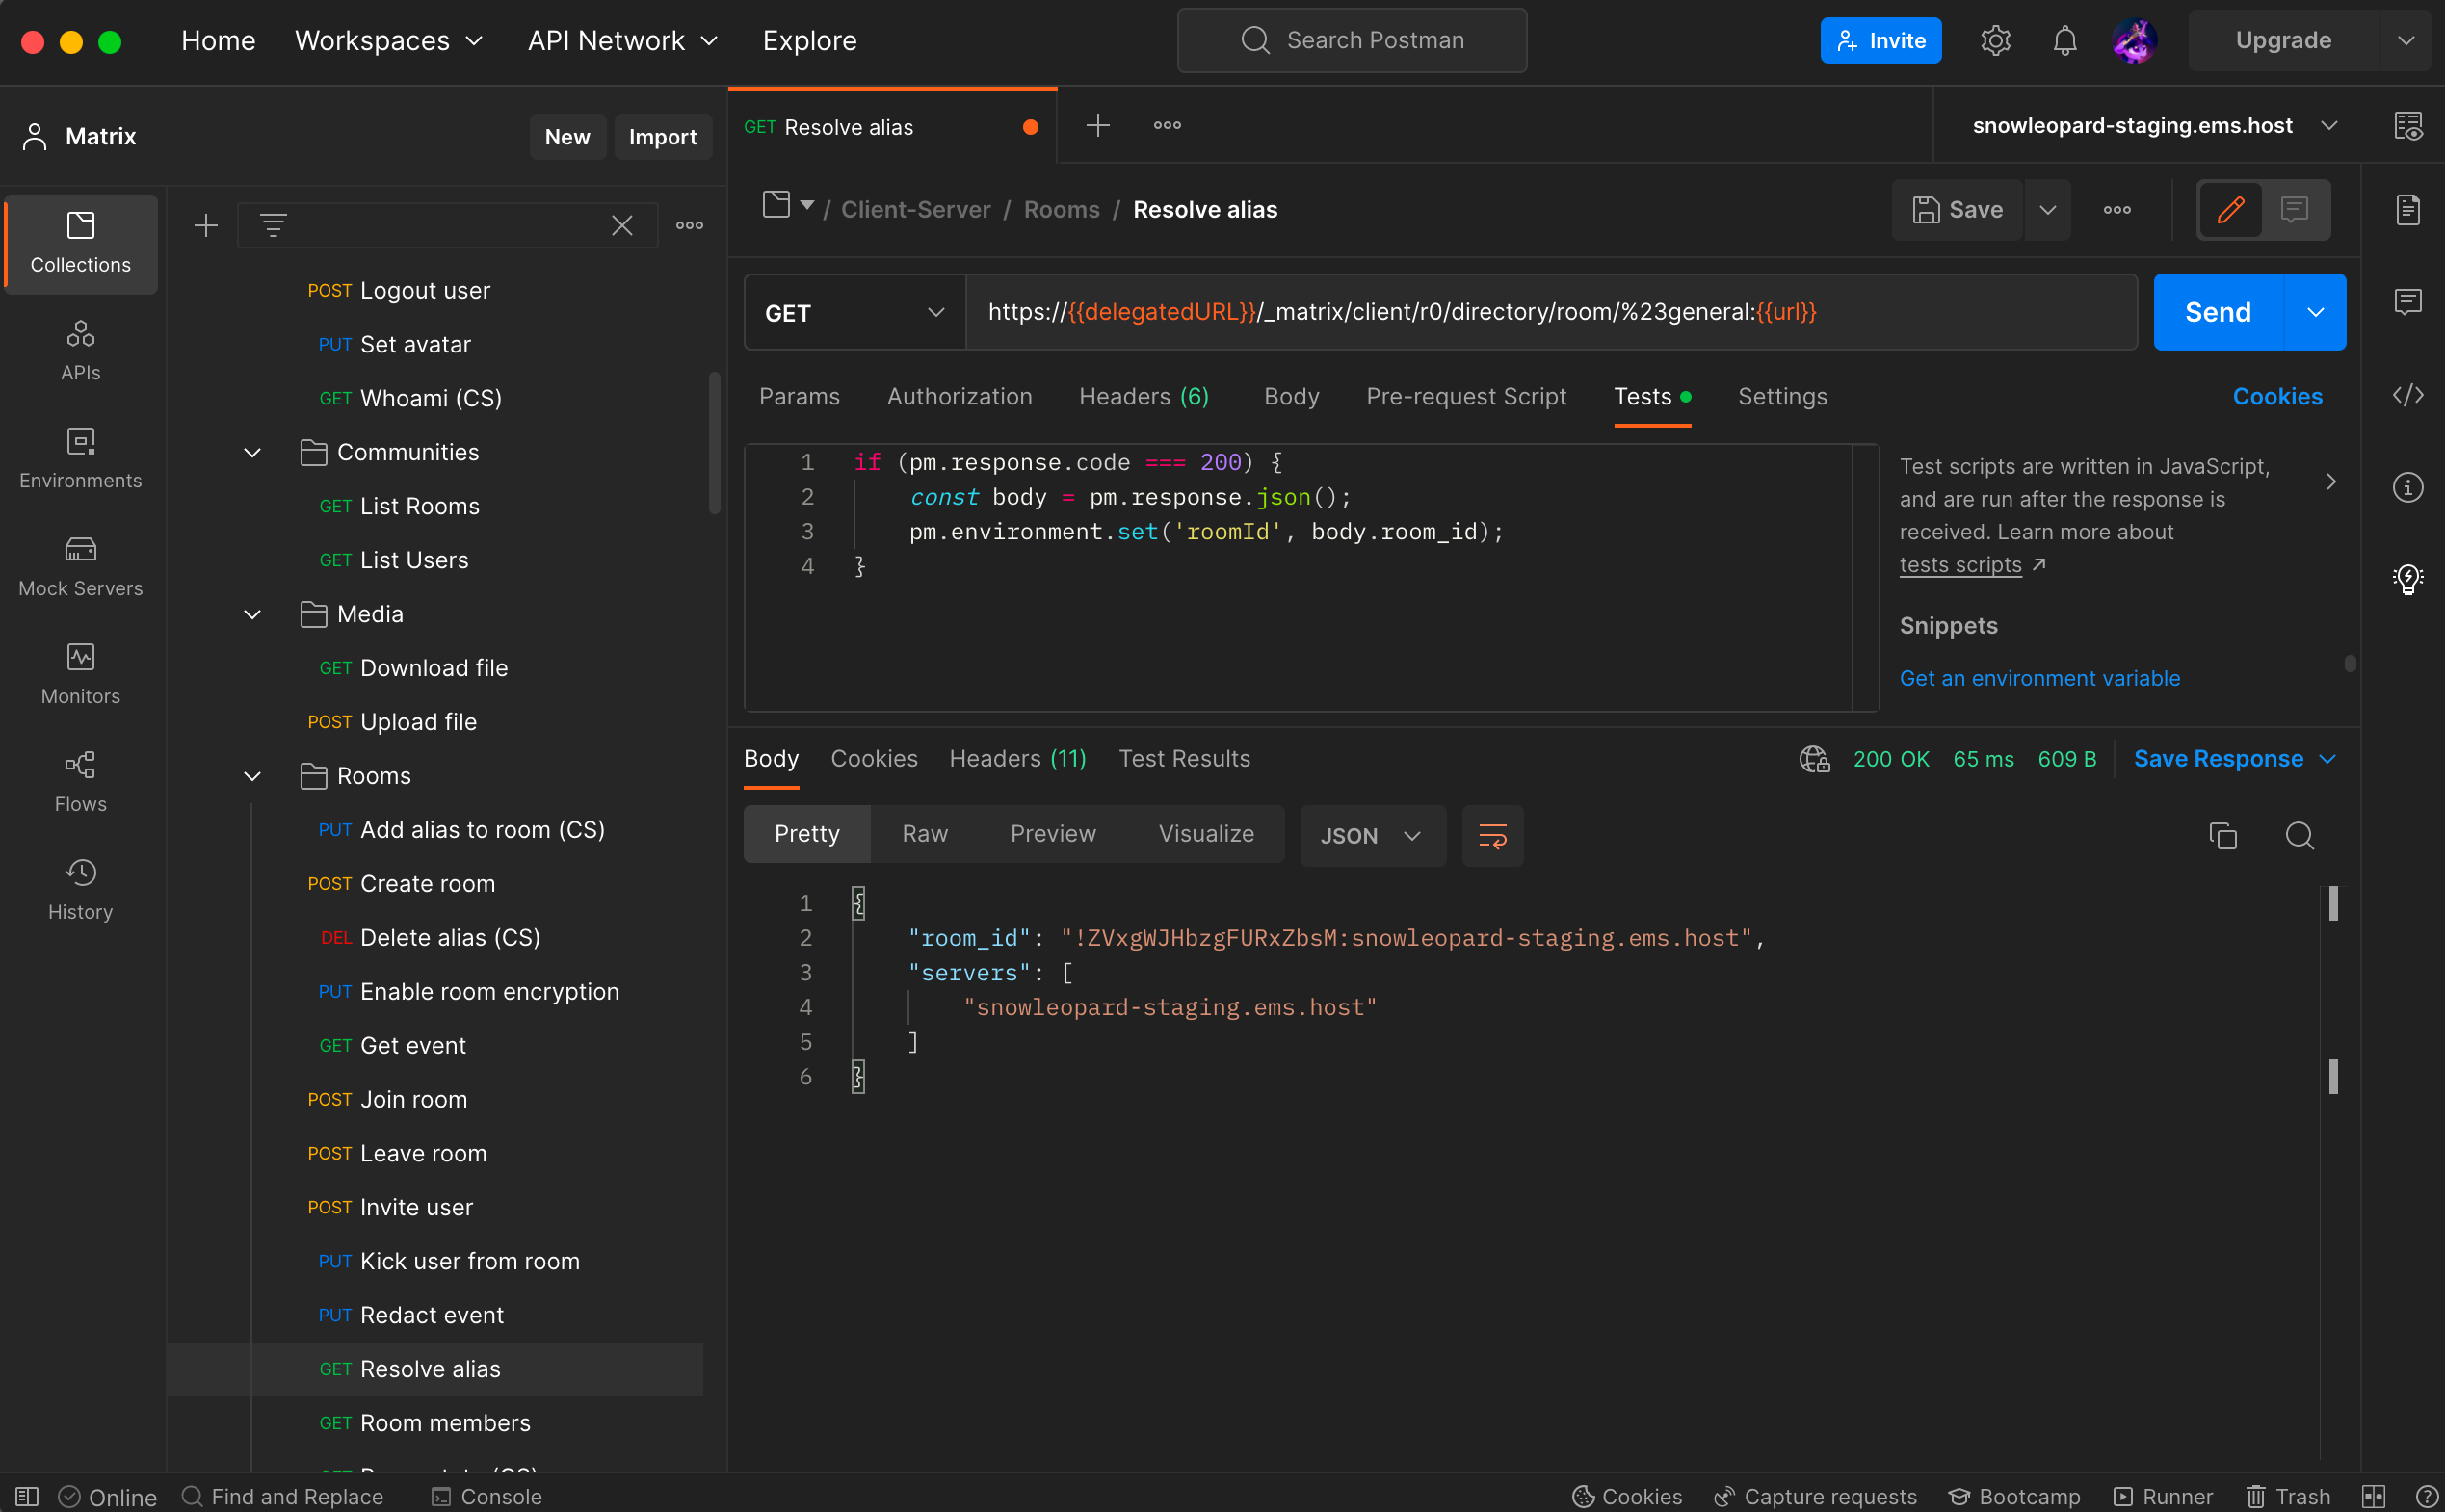 Home Workspaces API Network Explore Search Postman Invite Upgrade
Matrix New Import
GET Resolve alias snowleopard-staging.ems.host
Collections
APIs
Environments
Mock Servers
Monitors
Flows
History
POST Logout user
PUT Set avatar
GET Whoami (CS)
Communities
GET List Rooms
GET List Users
Media
GET Download file
POST Upload file
Rooms
PUT Add alias to room (CS)
POST Create room
DEL Delete alias (CS)
PUT Enable room encryption
GET Get event
POST Join room
POST Leave room
POST Invite user
PUT Kick user from room
PUT Redact event
GET Resolve alias
GET Room members
/ Client-Server / Rooms / Resolve alias Save
GET https://{{delegatedURL}}/_matrix/client/r0/directory/room/%23general:{{url}} Send
Params Authorization Headers (6) Body Pre-request Script Tests Settings Cookies
1 if (pm.response.code === 200) {
2 const body = pm.response.json();
3 pm.environment.set('roomId', body.room_id);
4 }
Test scripts are written in JavaScript,
and are run after the response is
received. Learn more about
tests scripts ↗
Snippets
Get an environment variable
Body Cookies Headers (11) Test Results 200 OK 65 ms 609 B Save Response
Pretty Raw Preview Visualize JSON
1 {
2 "room_id": "!ZVxgWJHbzgFURxZbsM:snowleopard-staging.ems.host",
3 "servers": [
4 "snowleopard-staging.ems.host"
5 ]
6 }
Online Find and Replace Console Cookies Capture requests Bootcamp Runner Trash